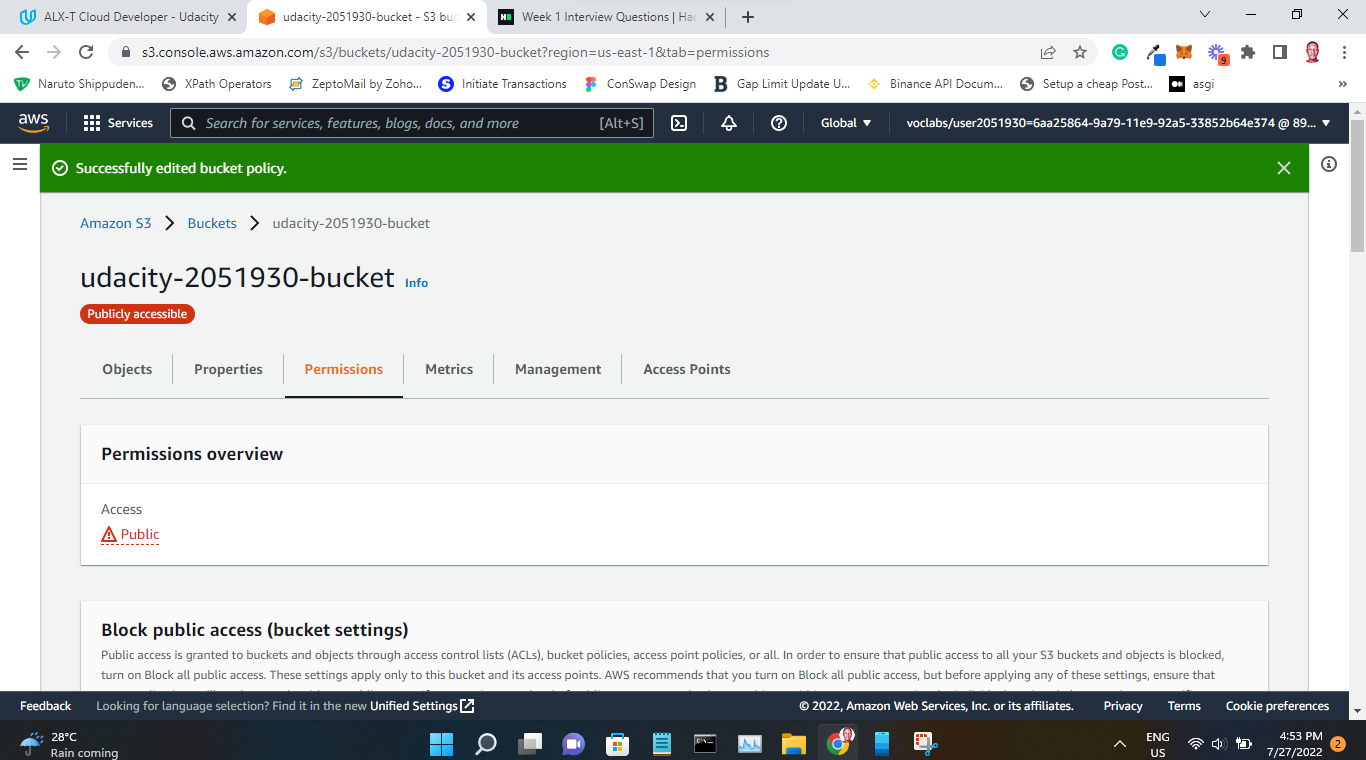 ALX-T Cloud Developer - Udacity
udacity-2051930-bucket - S3 buc
Week 1 Interview Questions | Hac
s3.console.aws.amazon.com/s3/buckets/udacity-2051930-bucket?region=us-east-1&tab=permissions
9
Naruto Shippuden...
XPath Operators
ZeptoMail by Zoho...
Initiate Transactions
ConSwap Design
Gap Limit Update U...
Binance API Docum...
Setup a cheap Post...
asgi
aws
Services
Search for services, features, blogs, docs, and more
[Alt+S]
Global
voclabs/user2051930=6aa25864-9a79-11e9-92a5-33852b64e374 @ 89...
Successfully edited bucket policy.
Amazon S3
Buckets
udacity-2051930-bucket
udacity-2051930-bucket Info
Publicly accessible
Objects
Properties
Permissions
Metrics
Management
Access Points
Permissions overview
Access
Public
Block public access (bucket settings)
Public access is granted to buckets and objects through access control lists (ACLs), bucket policies, access point policies, or all. In order to ensure that public access to all your S3 buckets and objects is blocked,
turn on Block all public access. These settings apply only to this bucket and its access points. AWS recommends that you turn on Block all public access, but before applying any of these settings, ensure that
Feedback
Looking for language selection? Find it in the new Unified Settings
© 2022, Amazon Web Services, Inc. or its affiliates.
Privacy
Terms
Cookie preferences
28°C
Rain coming
ENG
US
4:53 PM
7/27/2022
2